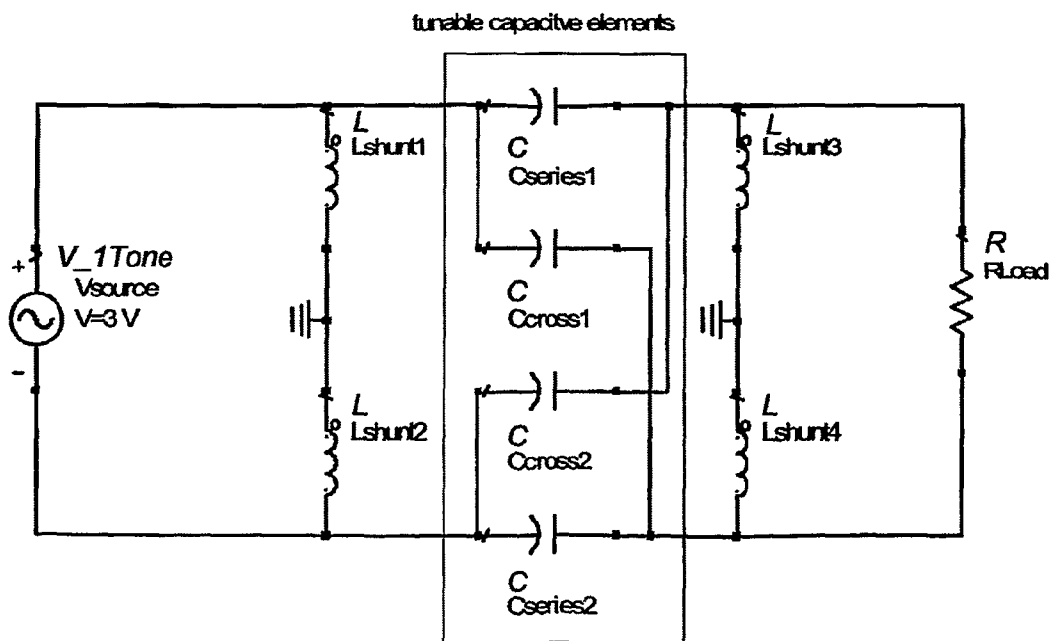 tunable capacitve elements
L
Lshunt1
C
Cseries1
L
Lshunt3
+
V_1Tone
Vsource
V=3 V
-
C
Ccross1
R
RLoad
L
Lshunt2
C
Ccross2
L
Lshunt4
C
Cseries2